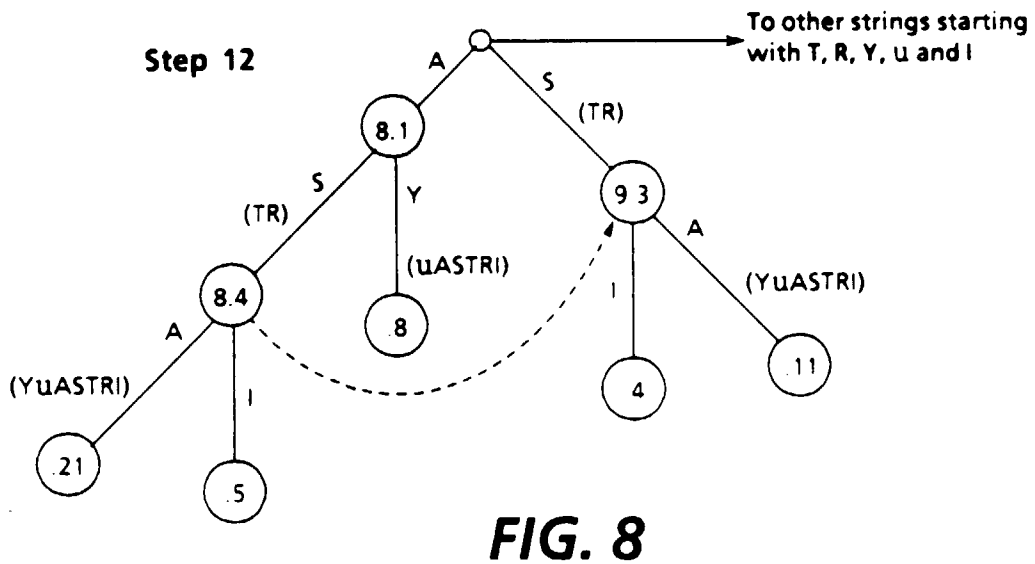 To other strings starting
with T, R, Y, u and I
Step 12
A
S
(TR)
8.1
S
Y
9 3
(TR)
A
(uASTRI)
I
(YuASTRI)
8.4
.8
A
.11
(YuASTRI)
I
4
.21
.5
FIG. 8